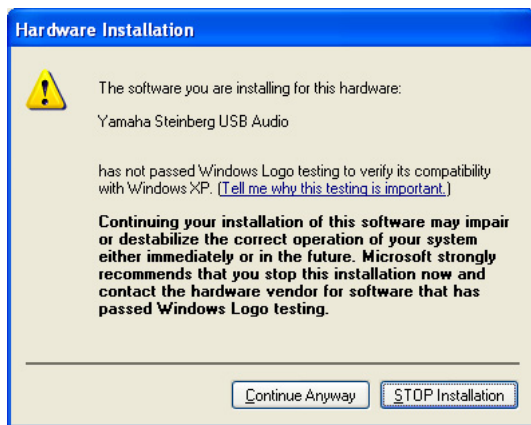 Hardware Installation
The software you are installing for this hardware:
Yamaha Steinberg USB Audio
has not passed Windows Logo testing to verify its compatibility
with Windows XP. (Tell me why this testing is important.)
Continuing your installation of this software may impair
or destabilize the correct operation of your system
either immediately or in the future. Microsoft strongly
recommends that you stop this installation now and
contact the hardware vendor for software that has
passed Windows Logo testing.
Continue Anyway STOP Installation